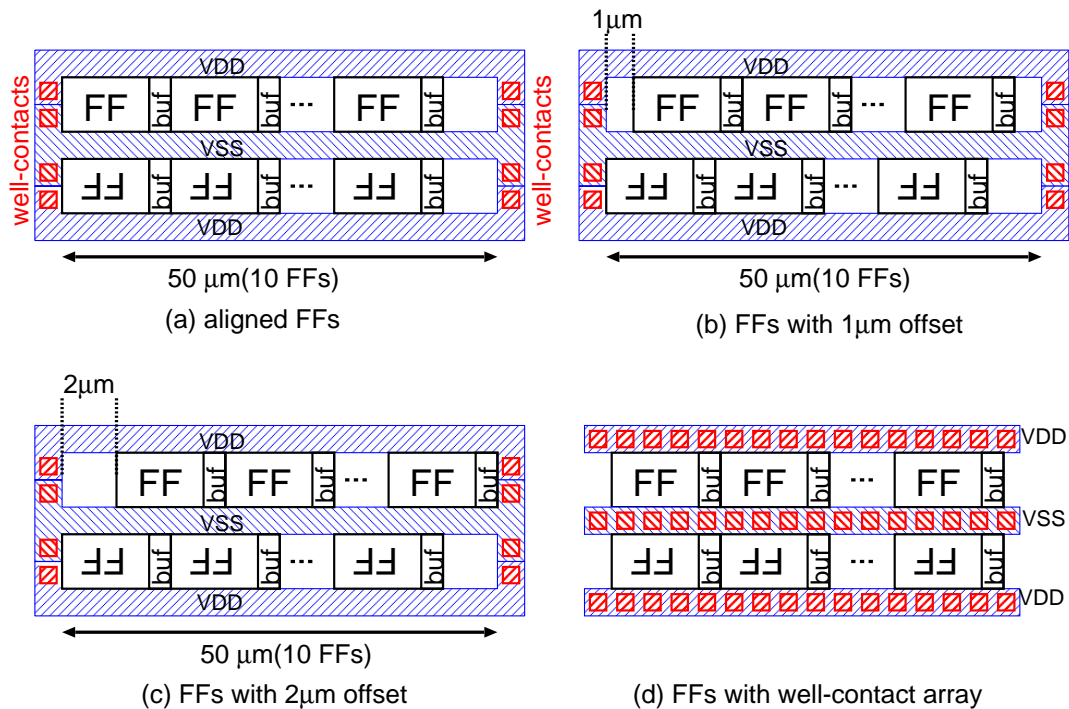 1μm
VDD
FF buf FF buf ... FF buf
VSS
FF buf FF buf ... FF buf
VDD
well-contacts
50 μm(10 FFs)
(a) aligned FFs
VDD
FF buf FF buf ... FF buf
VSS
FF buf FF buf ... FF buf
VDD
well-contacts
50 μm(10 FFs)
(b) FFs with 1μm offset
2μm
VDD
FF buf FF buf ... FF buf
VSS
FF buf FF buf ... FF buf
VDD
50 μm(10 FFs)
(c) FFs with 2μm offset
VDD
FF buf FF buf ... FF buf
VSS
FF buf FF buf ... FF buf
VDD
(d) FFs with well-contact array